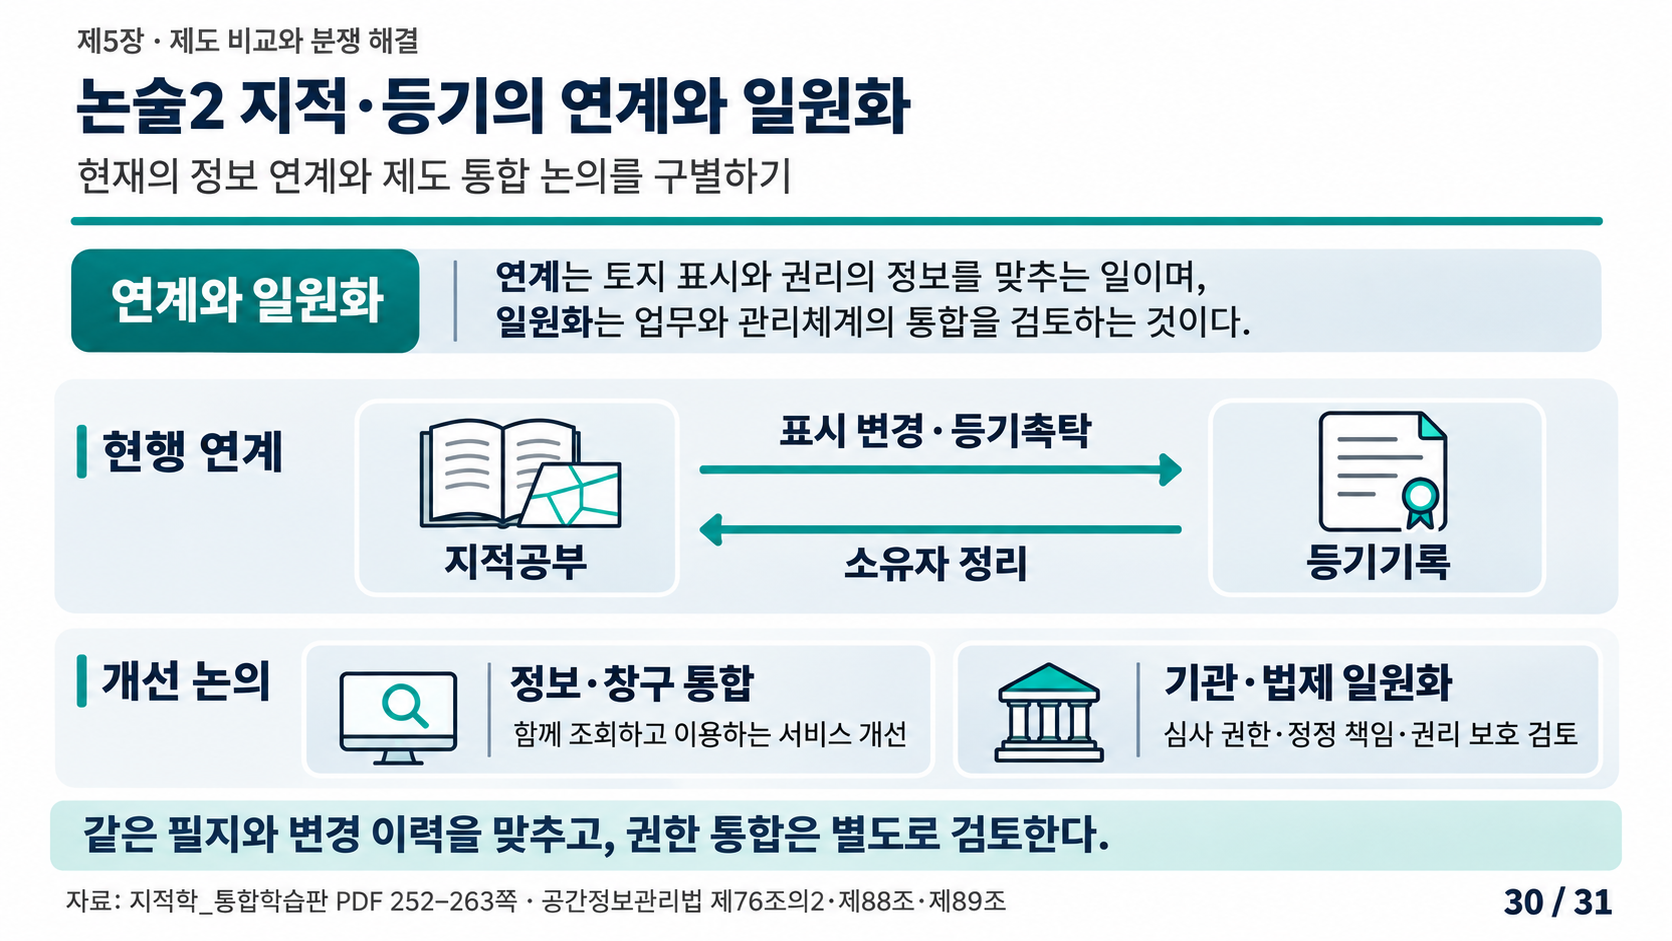 제5장 · 제도 비교와 분쟁 해결
논술2 지적·등기의 연계와 일원화
현재의 정보 연계와 제도 통합 논의를 구별하기
연계와 일원화
연계는 토지 표시와 권리의 정보를 맞추는 일이며,
일원화는 업무와 관리체계의 통합을 검토하는 것이다.
현행 연계
지적공부
표시 변경·등기촉탁
소유자 정리
등기기록
개선 논의
정보·창구 통합
함께 조회하고 이용하는 서비스 개선
기관·법제 일원화
심사 권한·정정 책임·권리 보호 검토
같은 필지와 변경 이력을 맞추고, 권한 통합은 별도로 검토한다.
자료: 지적학_통합학습판 PDF 252–263쪽 · 공간정보관리법 제76조의2·제88조·제89조
30 / 31